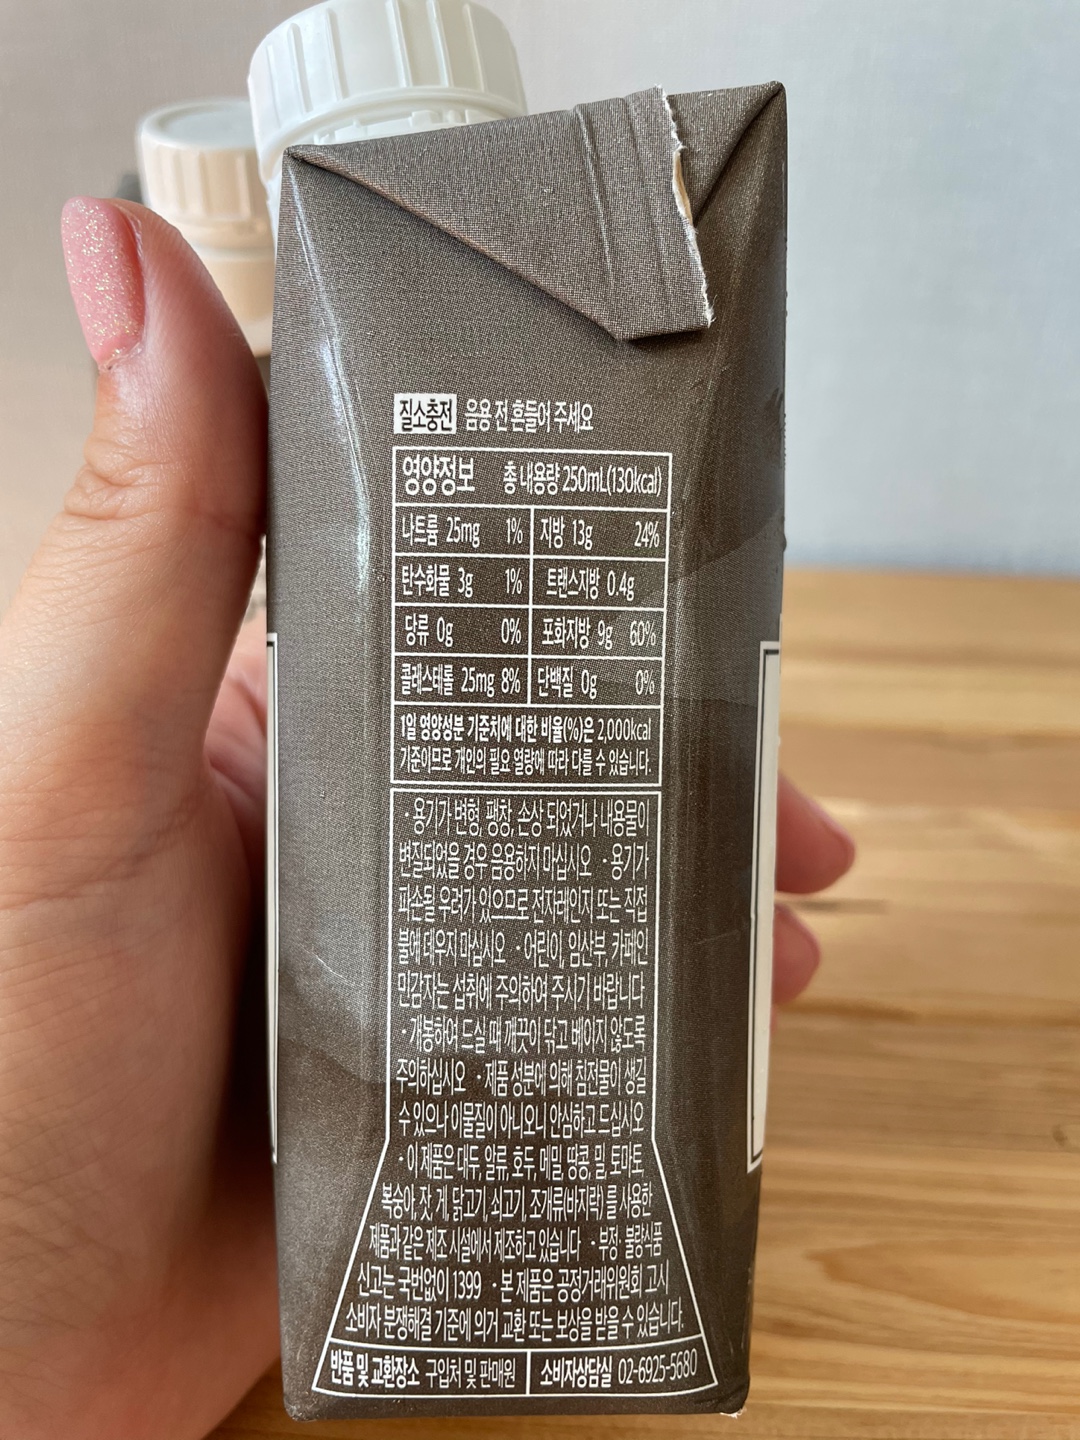 질소충전 음용 전 흔들어 주세요
영양정보 총 내용량 250mL(130kcal)
나트륨 25mg 1% 지방 13g 24%
탄수화물 3g 1% 트랜스지방 0.4g
당류 0g 0% 포화지방 9g 60%
콜레스테롤 25mg 8% 단백질 0g 0%
1일 영양성분 기준치에 대한 비율(%)은 2,000kcal
기준이므로 개인의 필요 열량에 따라 다를 수 있습니다.
·용기가 변형, 팽창, 손상 되었거나 내용물이
변질되었을 경우 음용하지 마십시오 ·용기가
파손될 우려가 있으므로 전자레인지 또는 직접
불에 데우지 마십시오 ·어린이, 임산부, 카페인
민감자는 섭취에 주의하여 주시기 바랍니다
·개봉하여 드실 때 깨끗이 닦고 베이지 않도록
주의하십시오 ·제품 성분에 의해 침전물이 생길
수 있으나 이물질이 아니오니 안심하고 드십시오
·이 제품은 대두, 알류, 호두, 메밀, 땅콩, 밀, 토마토,
복숭아, 잣, 게, 닭고기, 쇠고기, 조개류(바지락)를 사용한
제품과 같은 제조 시설에서 제조하고 있습니다 ·부정·불량식품
신고는 국번없이 1399 ·본 제품은 공정거래위원회 고시
소비자 분쟁해결 기준에 의거 교환 또는 보상을 받을 수 있습니다.
반품 및 교환장소 구입처 및 판매원 소비자상담실 02-6925-5680